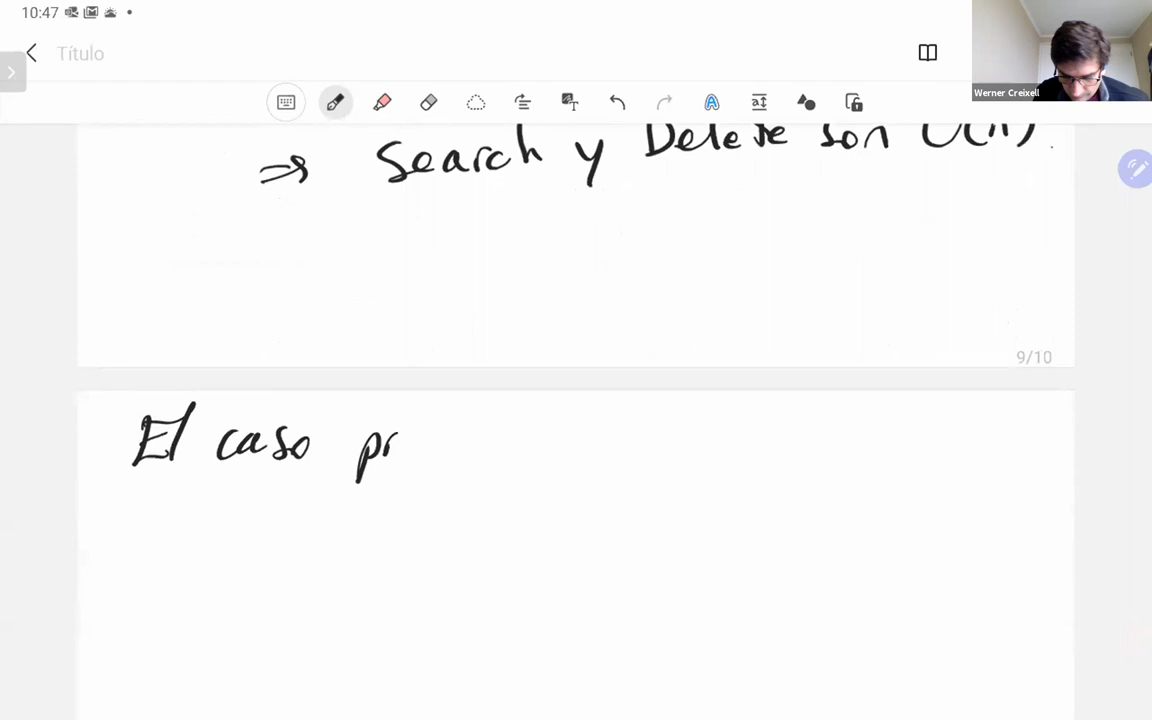 10:47
Título
Werner Creixell
⇒ Search y Delete son O(n).
9/10
El caso pr